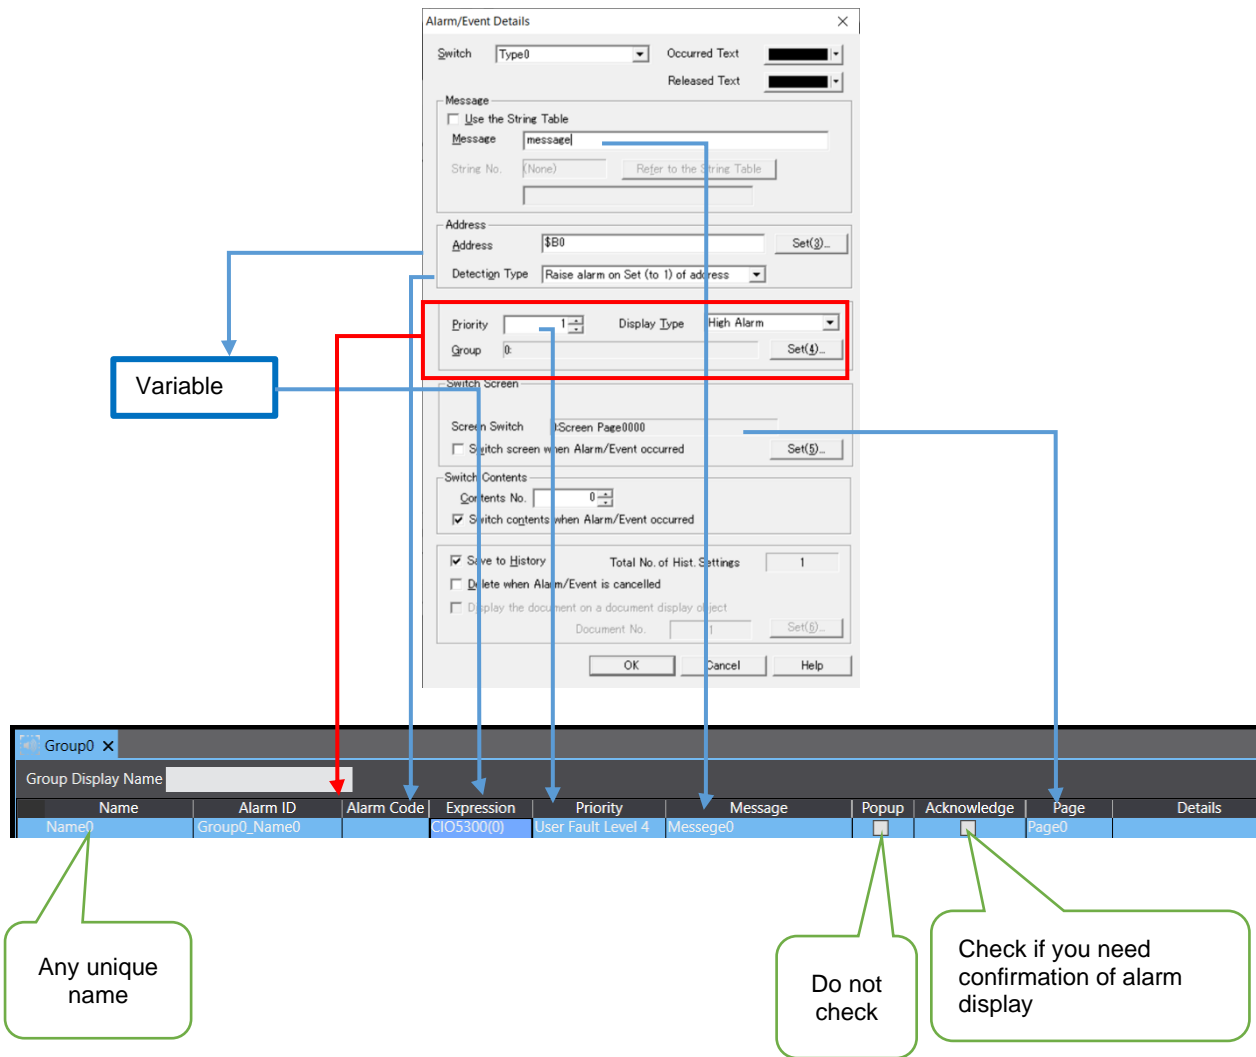 Alarm/Event Details
Switch Type0 Occurred Text
Released Text
Message
Use the String Table
Message message
String No. (None) Refer to the String Table
Address
Address $B0 Set(3)...
Detection Type Raise alarm on Set (to 1) of address
Priority 1 Display Type High Alarm
Group 0: Set(4)...
Variable
Switch Screen
Screen Switch 0:Screen Page0000
Switch screen when Alarm/Event occurred Set(5)...
Switch Contents
Contents No. 0
Switch contents when Alarm/Event occurred
Save to History Total No. of Hist. Settings 1
Delete when Alarm/Event is cancelled
Display the document on a document display object
Document No. 1 Set(6)...
OK Cancel Help
Group0
Group Display Name
Name Alarm ID Alarm Code Expression Priority Message Popup Acknowledge Page Details
Name0 Group0_Name0 CIO5300(0) User Fault Level 4 Messege0 Page0
Any unique
name
Do not
check
Check if you need
confirmation of alarm
display